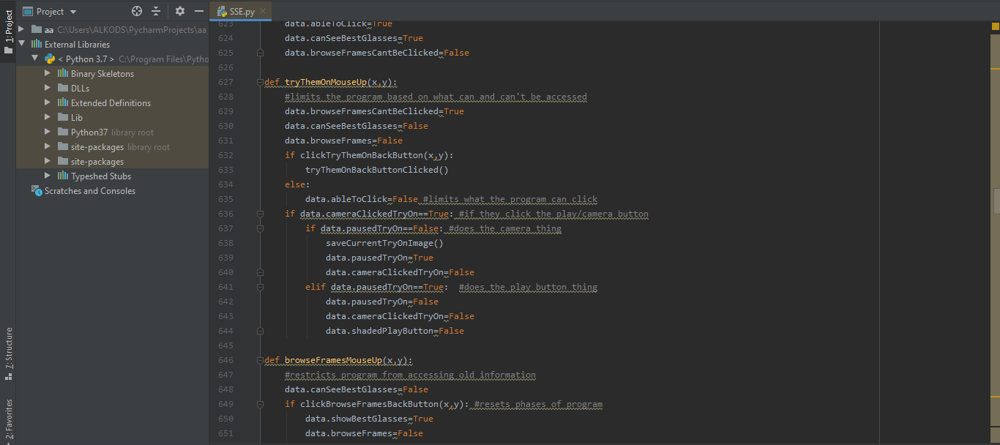 Project
SSE.py
1: Project
aa C:\Users\ALKODS\PycharmProjects\aa
External Libraries
< Python 3.7 > C:\Program Files\Pytho
Binary Skeletons
DLLs
Extended Definitions
Lib
Python37 library root
site-packages library root
site-packages
Typeshed Stubs
Scratches and Consoles
7: Structure
2: Favorites
623 data.ableToClick=True
624 data.canSeeBestGlasses=True
625 data.browseFramesCantBeClicked=False
626
627 def tryThemOnMouseUp(x,y):
628 #limits the program based on what can and can't be accessed
629 data.browseFramesCantBeClicked=True
630 data.canSeeBestGlasses=False
631 data.browseFrames=False
632 if clickTryThemOnBackButton(x,y):
633 tryThemOnBackButtonClicked()
634 else:
635 data.ableToClick=False #limits what the program can click
636 if data.cameraClickedTryOn==True: #if they click the play/camera button
637 if data.pausedTryOn==False: #does the camera thing
638 saveCurrentTryOnImage()
639 data.pausedTryOn=True
640 data.cameraClickedTryOn=False
641 elif data.pausedTryOn==True: #does the play button thing
642 data.pausedTryOn=False
643 data.cameraClickedTryOn=False
644 data.shadedPlayButton=False
645
646 def browseFramesMouseUp(x,y):
647 #restricts program from accessing old information
648 data.canSeeBestGlasses=False
649 if clickBrowseFramesBackButton(x,y): #resets phases of program
650 data.showBestGlasses=True
651 data.browseFrames=False